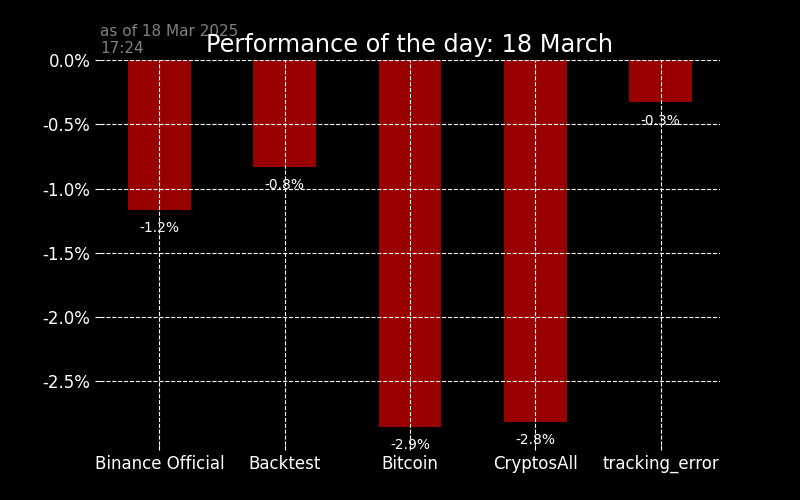 as of 18 Mar 2025
17:24
Performance of the day: 18 March
0.0%
-0.5%
-1.0%
-1.5%
-2.0%
-2.5%
-1.2%
-0.8%
-2.9%
-2.8%
-0.3%
Binance Official
Backtest
Bitcoin
CryptosAll
tracking_error